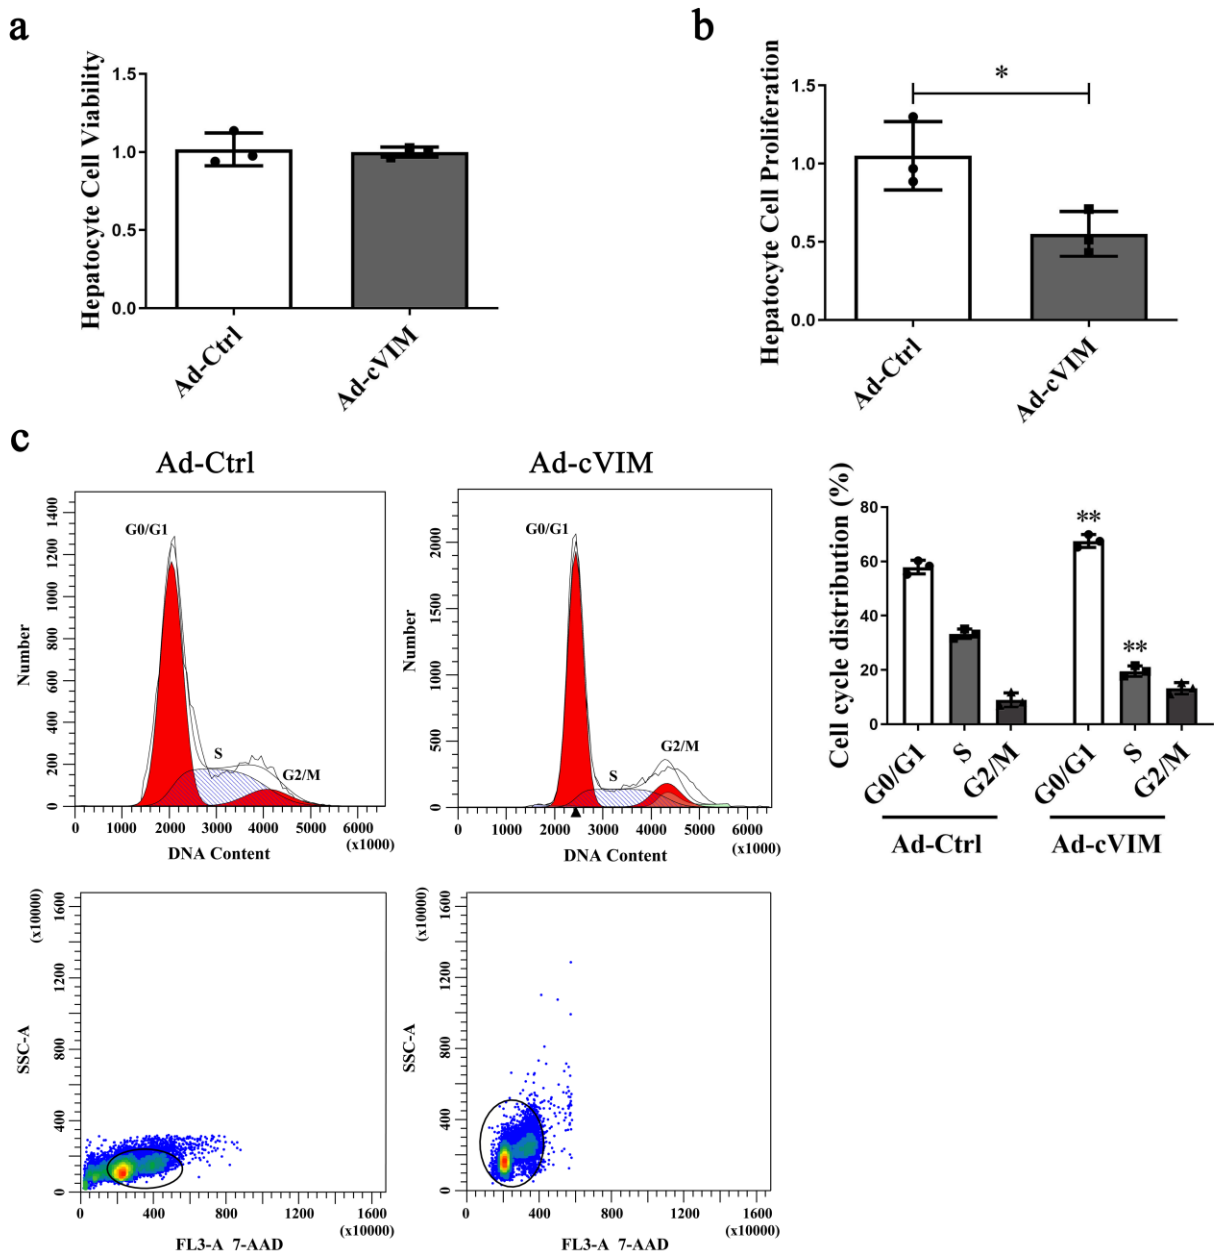 a
Hepatocyte Cell Viability
1.5
1.0
0.5
0.0
Ad-Ctrl
Ad-cVIM
b
Hepatocyte Cell Proliferation
1.5
1.0
0.5
0.0
*
Ad-Ctrl
Ad-cVIM
c
Ad-Ctrl
Number
1400
1200
1000
800
600
400
200
0
G0/G1
S
G2/M
0 1000 2000 3000 4000 5000 6000
(x1000)
DNA Content
Ad-cVIM
Number
2000
1500
1000
500
0
G0/G1
S
G2/M
0 1000 2000 3000 4000 5000 6000
(x1000)
DNA Content
Cell cycle distribution (%)
80
60
40
20
0
**
**
G0/G1 S G2/M G0/G1 S G2/M
Ad-Ctrl Ad-cVIM
(x10000)
SSC-A
1600
1200
800
400
0
0 400 800 1200 1600
(x10000)
FL3-A 7-AAD
(x10000)
SSC-A
1600
1200
800
400
0
0 400 800 1200 1600
(x10000)
FL3-A 7-AAD